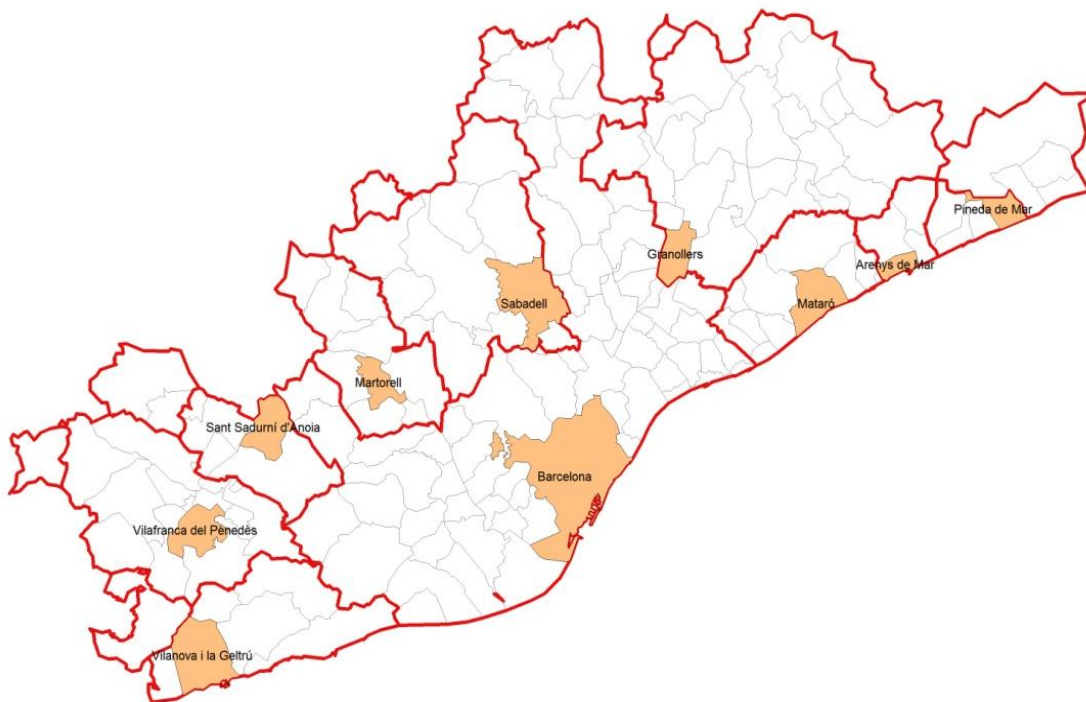 Pineda de Mar
Granollers
Arenys de Mar
Sabadell
Mataró
Martorell
Sant Sadurní d'Anoia
Barcelona
Vilafranca del Penedès
Vilanova i la Geltrú